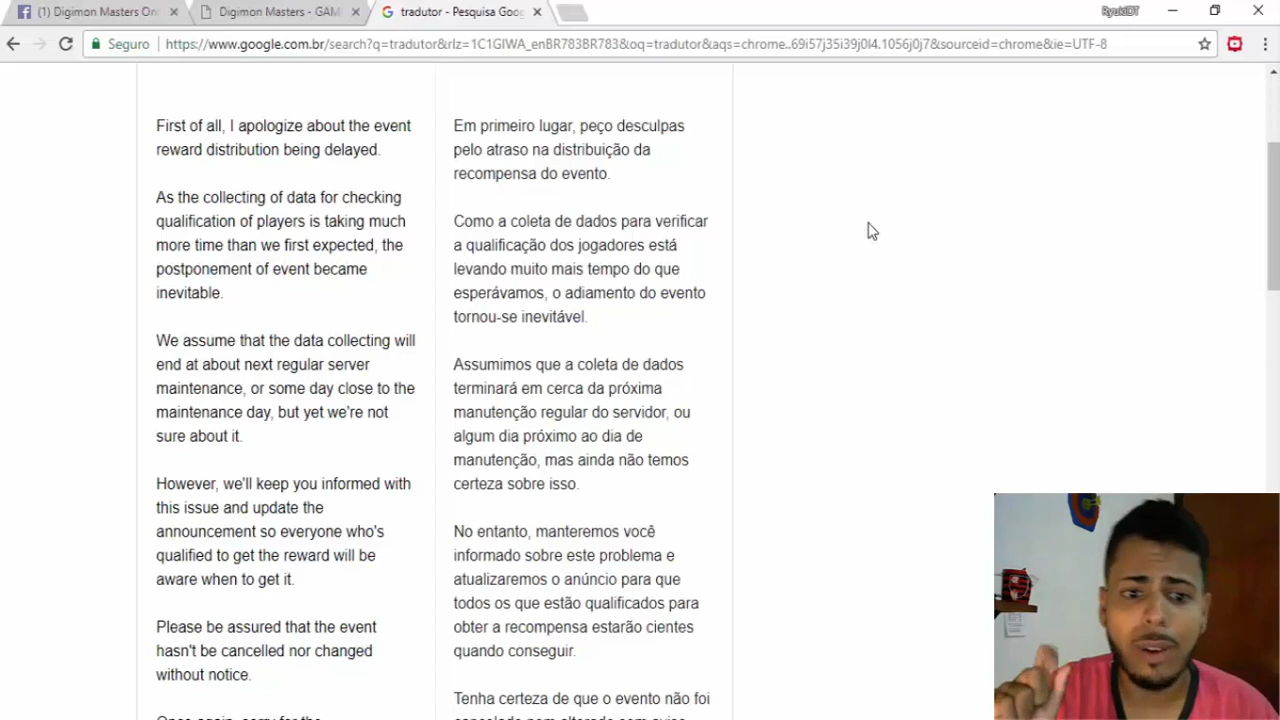 (1) Digimon Masters On
Digimon Masters - GAM
tradutor - Pesquisa Goo
RyukiDT
Seguro
https://www.google.com.br/search?q=tradutor&rlz=1C1GIWA_enBR783BR783&oq=tradutor&aqs=chrome..69i57j35i39j0l4.1056j0j7&sourceid=chrome&ie=UTF-8
First of all, I apologize about the event
reward distribution being delayed.
As the collecting of data for checking
qualification of players is taking much
more time than we first expected, the
postponement of event became
inevitable.
We assume that the data collecting will
end at about next regular server
maintenance, or some day close to the
maintenance day, but yet we're not
sure about it.
However, we'll keep you informed with
this issue and update the
announcement so everyone who's
qualified to get the reward will be
aware when to get it.
Please be assured that the event
hasn't be cancelled nor changed
without notice.
Once again, sorry for the
Em primeiro lugar, peço desculpas
pelo atraso na distribuição da
recompensa do evento.
Como a coleta de dados para verificar
a qualificação dos jogadores está
levando muito mais tempo do que
esperávamos, o adiamento do evento
tornou-se inevitável.
Assumimos que a coleta de dados
terminará em cerca da próxima
manutenção regular do servidor, ou
algum dia próximo ao dia de
manutenção, mas ainda não temos
certeza sobre isso.
No entanto, manteremos você
informado sobre este problema e
atualizaremos o anúncio para que
todos os que estão qualificados para
obter a recompensa estarão cientes
quando conseguir.
Tenha certeza de que o evento não foi
cancelado nem alterado sem aviso